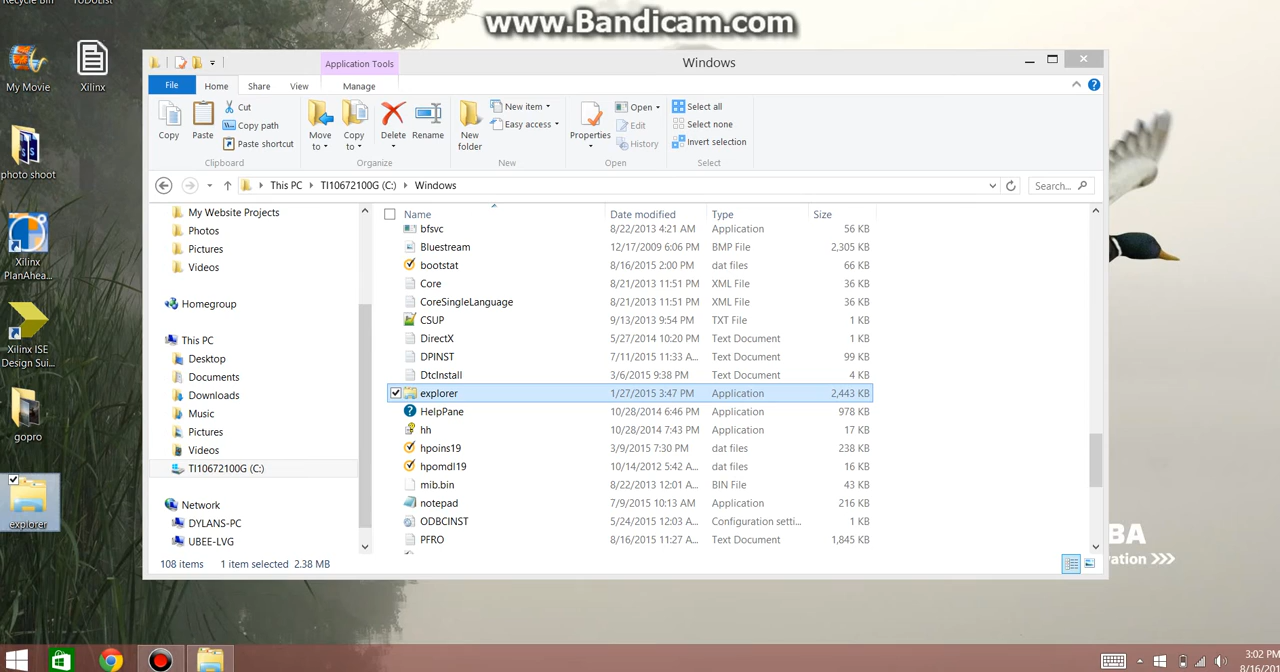 www.Bandicam.com
Recycle Bin
ToDoList
My Movie
Xilinx
photo shoot
Xilinx
PlanAhea...
Xilinx ISE
Design Sui...
gopro
explorer
Application Tools
Windows
File
Home
Share
View
Manage
Copy
Paste
Cut
Copy path
Paste shortcut
Clipboard
Move
to
Copy
to
Delete
Rename
Organize
New
folder
New item
Easy access
New
Properties
Open
Edit
History
Open
Select all
Select none
Invert selection
Select
This PC
TI10672100G (C:)
Windows
Search...
My Website Projects
Photos
Pictures
Videos
Homegroup
This PC
Desktop
Documents
Downloads
Music
Pictures
Videos
TI10672100G (C:)
Network
DYLANS-PC
UBEE-LVG
Name Date modified Type Size
bfsvc 8/22/2013 4:21 AM Application 56 KB
Bluestream 12/17/2009 6:06 PM BMP File 2,305 KB
bootstat 8/16/2015 2:00 PM dat files 66 KB
Core 8/21/2013 11:51 PM XML File 36 KB
CoreSingleLanguage 8/21/2013 11:51 PM XML File 36 KB
CSUP 9/13/2013 9:54 PM TXT File 1 KB
DirectX 5/27/2014 10:20 PM Text Document 1 KB
DPINST 7/11/2015 11:33 A... Text Document 99 KB
DtcInstall 3/6/2015 9:38 PM Text Document 4 KB
explorer 1/27/2015 3:47 PM Application 2,443 KB
HelpPane 10/28/2014 6:46 PM Application 978 KB
hh 10/28/2014 7:43 PM Application 17 KB
hpoins19 3/9/2015 7:30 PM dat files 238 KB
hpomdl19 10/14/2012 5:42 A... dat files 16 KB
mib.bin 8/22/2013 12:01 A... BIN File 43 KB
notepad 7/9/2015 10:13 AM Application 216 KB
ODBCINST 5/24/2015 12:03 A... Configuration setti... 1 KB
PFRO 8/16/2015 11:27 A... Text Document 1,845 KB
108 items 1 item selected 2.38 MB
BA
vation >>>
3:02 PM
8/16/201